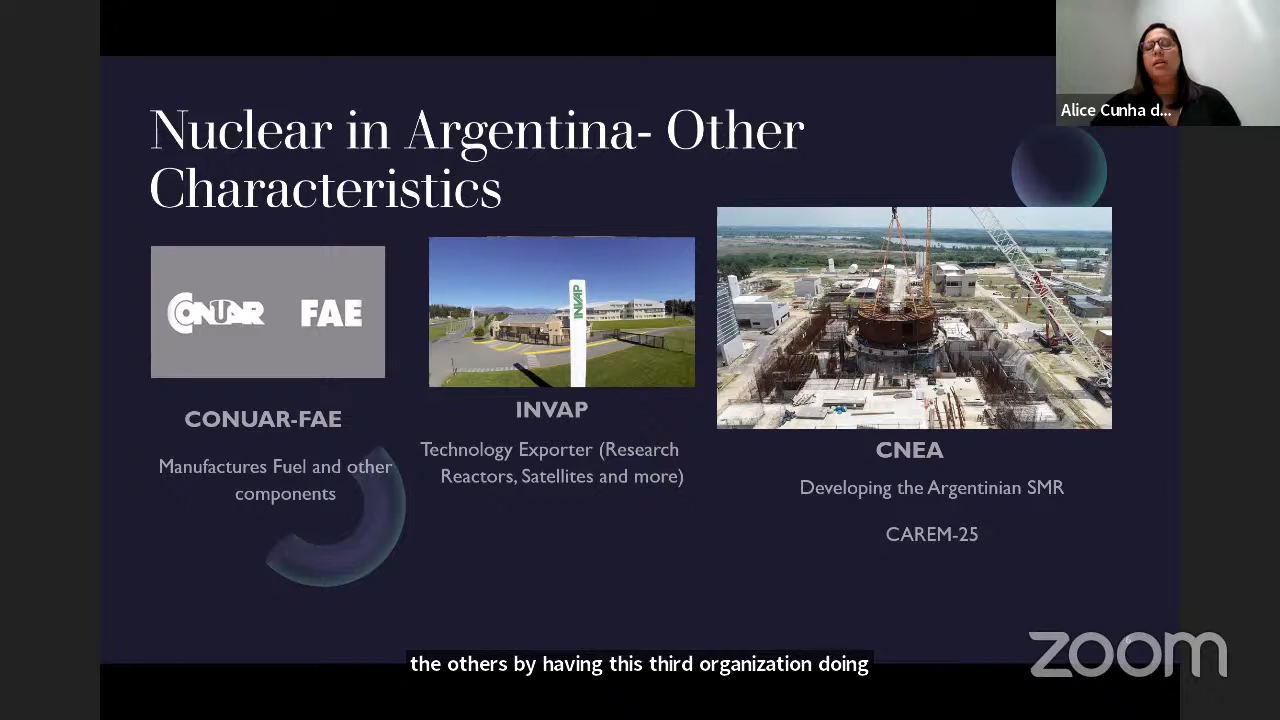 Nuclear in Argentina- Other
Characteristics
Alice Cunha d...
CONUAR
FAE
INVAP
CONUAR-FAE
Manufactures Fuel and other
components
INVAP
Technology Exporter (Research
Reactors, Satellites and more)
CNEA
Developing the Argentinian SMR
CAREM-25
the others by having this third organization doing
zoom